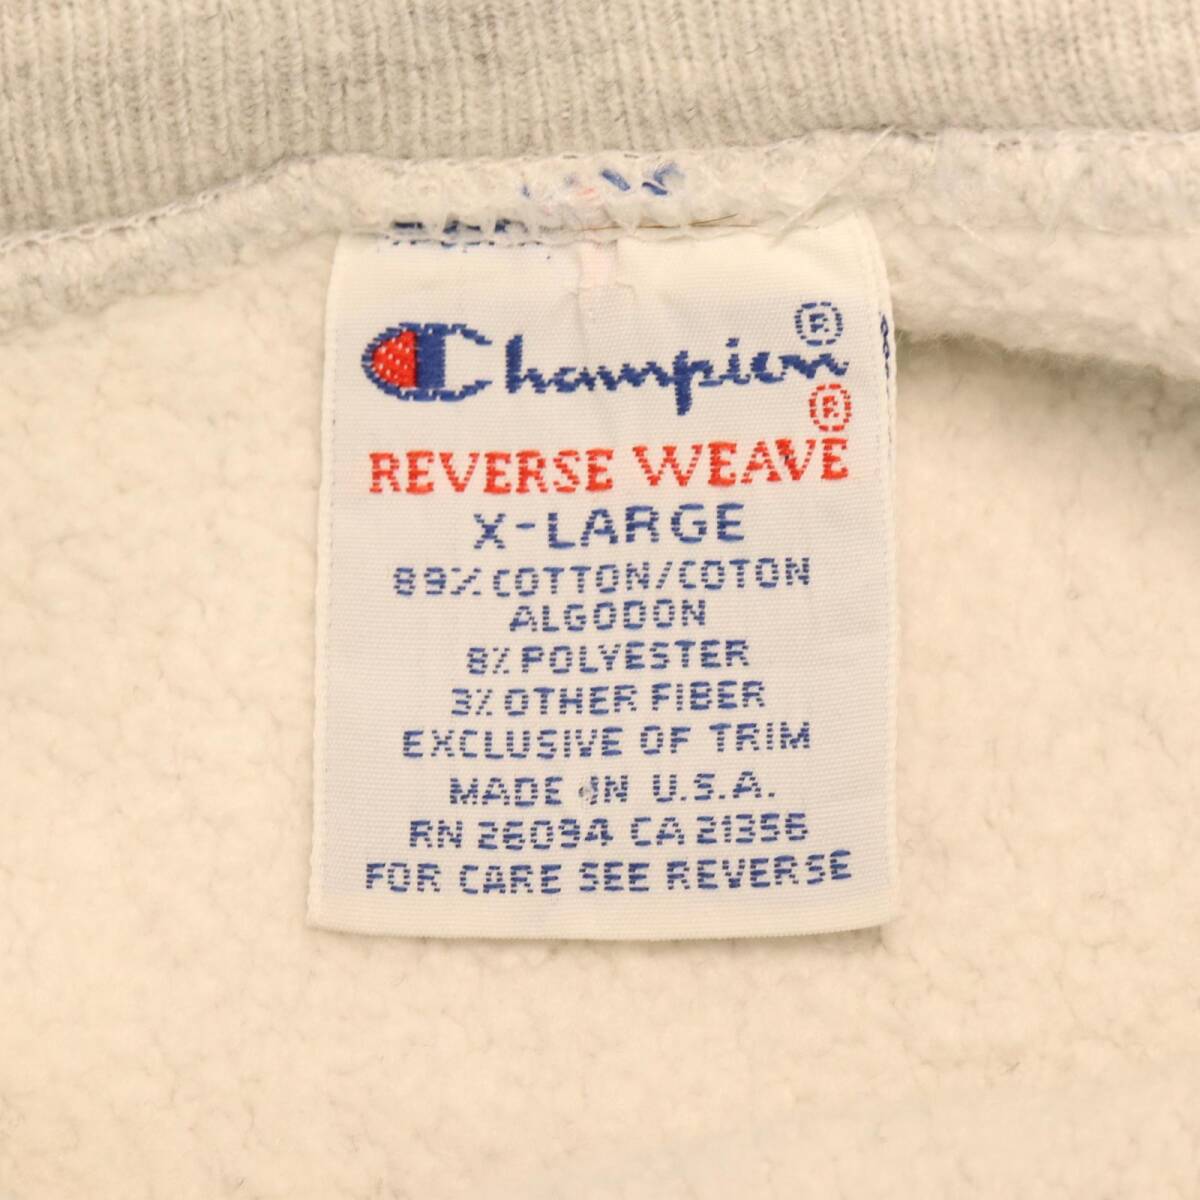 Champion ®
®
REVERSE WEAVE
X-LARGE
89% COTTON/COTON
ALGODON
8% POLYESTER
3% OTHER FIBER
EXCLUSIVE OF TRIM
MADE IN U.S.A.
RN 26094 CA 21356
FOR CARE SEE REVERSE